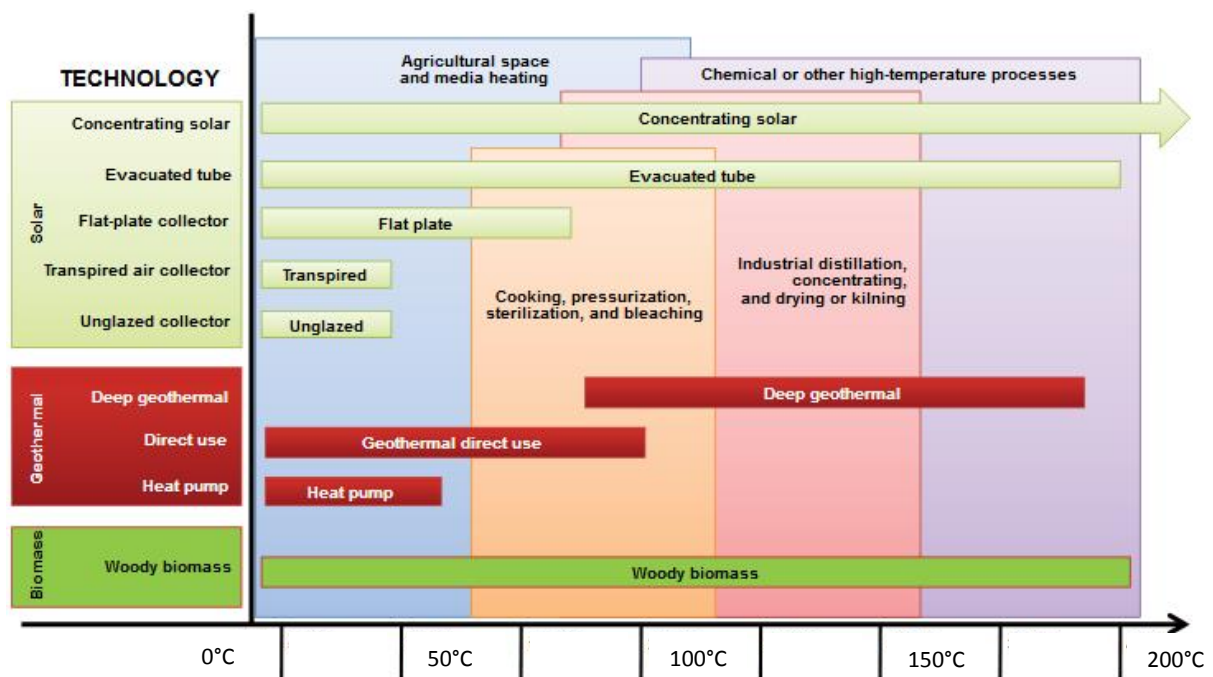 TECHNOLOGY
Agricultural space
and media heating
Chemical or other high-temperature processes
Solar
Concentrating solar
Concentrating solar
Evacuated tube
Evacuated tube
Flat-plate collector
Flat plate
Transpired air collector
Transpired
Unglazed collector
Unglazed
Cooking, pressurization,
sterilization, and bleaching
Industrial distillation,
concentrating,
and drying or kilning
Geothermal
Deep geothermal
Deep geothermal
Direct use
Geothermal direct use
Heat pump
Heat pump
Biomass
Woody biomass
Woody biomass
0°C
50°C
100°C
150°C
200°C